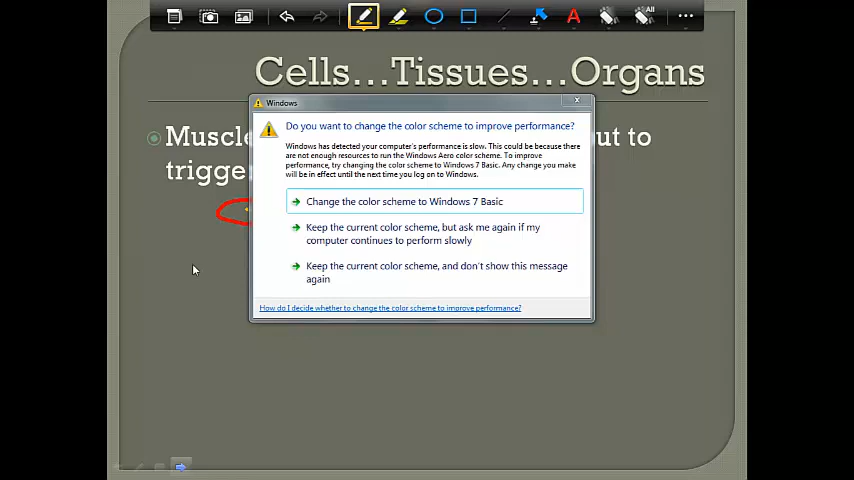 Cells…Tissues…Organs
Windows
Do you want to change the color scheme to improve performance?
Windows has detected your computer's performance is slow. This could be because there
are not enough resources to run the Windows Aero color scheme. To improve
performance, try changing the color scheme to Windows 7 Basic. Any change you make
will be in effect until the next time you log on to Windows.
Change the color scheme to Windows 7 Basic
Keep the current color scheme, but ask me again if my
computer continues to perform slowly
Keep the current color scheme, and don't show this message
again
How do I decide whether to change the color scheme to improve performance?
Muscle
ut to
trigge
A
All